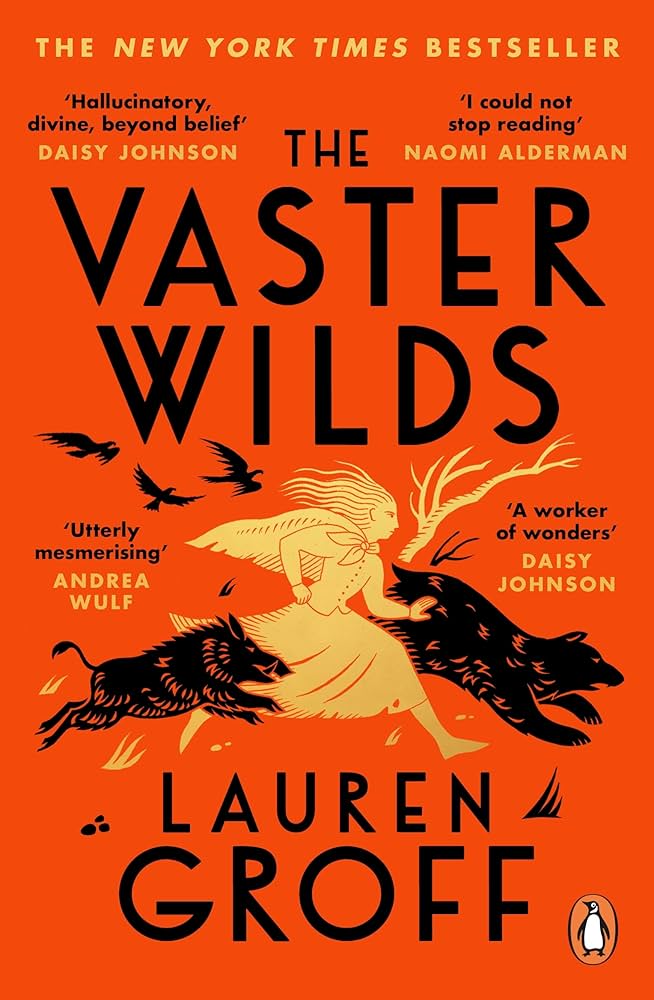 THE NEW YORK TIMES BESTSELLER
‘Hallucinatory,
divine, beyond belief’
DAISY JOHNSON
‘I could not
stop reading’
NAOMI ALDERMAN
THE
VASTER
WILDS
‘Utterly
mesmerising’
ANDREA
WULF
‘A worker
of wonders’
DAISY
JOHNSON
LAUREN
GROFF